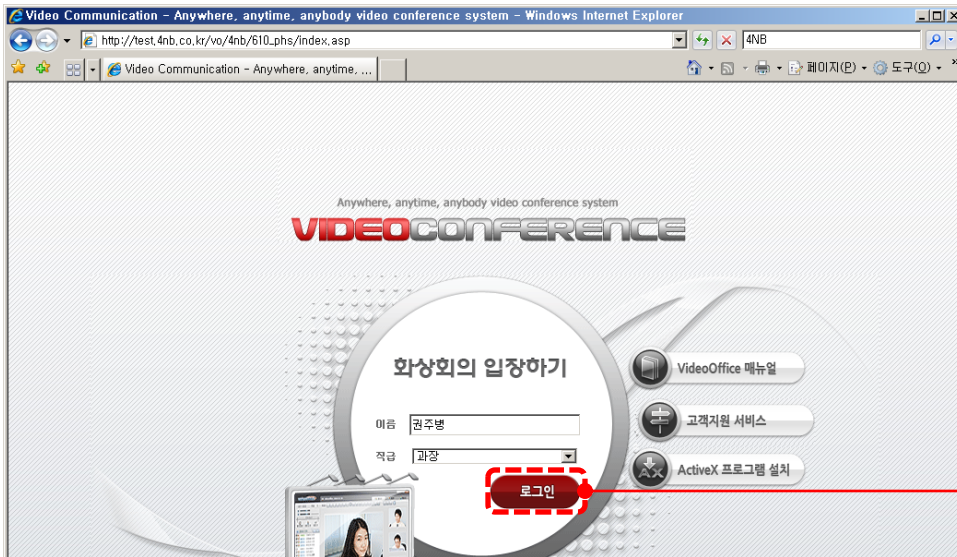 Video Communication - Anywhere, anytime, anybody video conference system - Windows Internet Explorer
http://test.4nb.co.kr/vo/4nb/610_phs/index.asp
4NB
Video Communication - Anywhere, anytime, ...
페이지(P)
도구(O)
Anywhere, anytime, anybody video conference system
VIDEOCONFERENCE
화상회의 입장하기
이름 권주병
직급 과장
로그인
VideoOffice 매뉴얼
고객지원 서비스
ActiveX 프로그램 설치